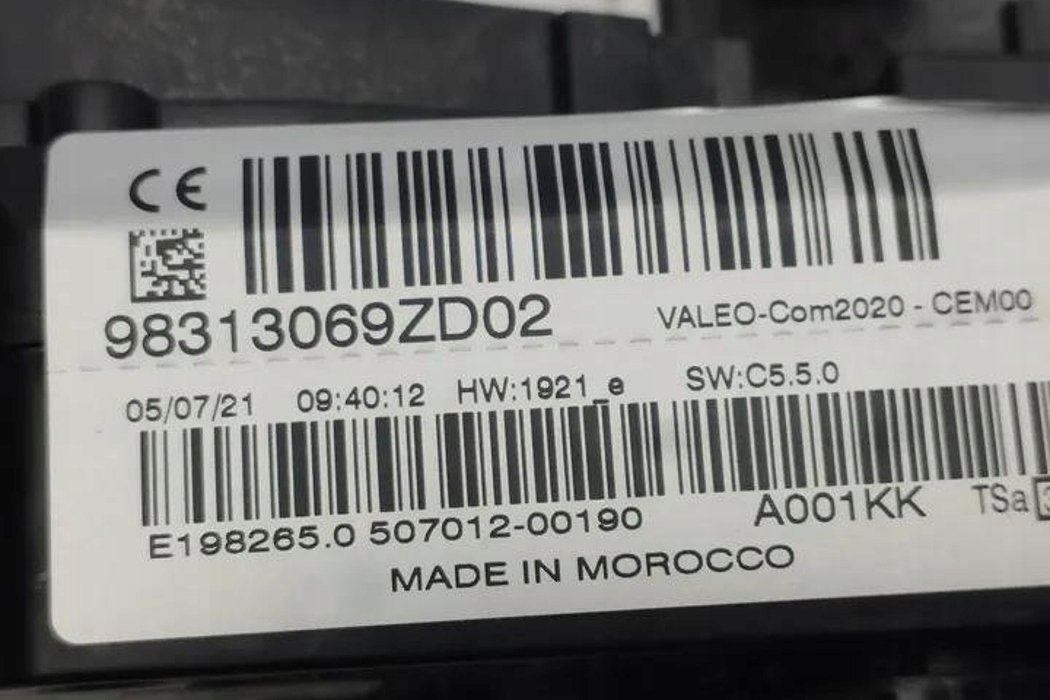 CE
98313069ZD02 VALEO-Com2020 - CEM00
05/07/21 09:40:12 HW:1921_e SW:C5.5.0
E198265.0 507012-00190 A001KK TSa
MADE IN MOROCCO